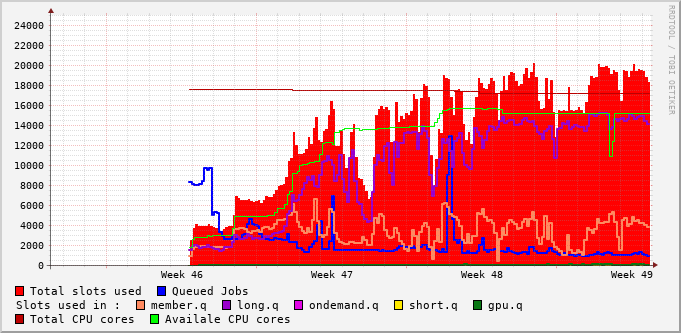 24000
22000
20000
18000
16000
14000
12000
10000
8000
6000
4000
2000
0
Week 46 Week 47 Week 48 Week 49
Total slots used Queued Jobs
Slots used in : member.q long.q ondemand.q short.q gpu.q
Total CPU cores Availale CPU cores
RRDTOOL / TOBI OETIKER